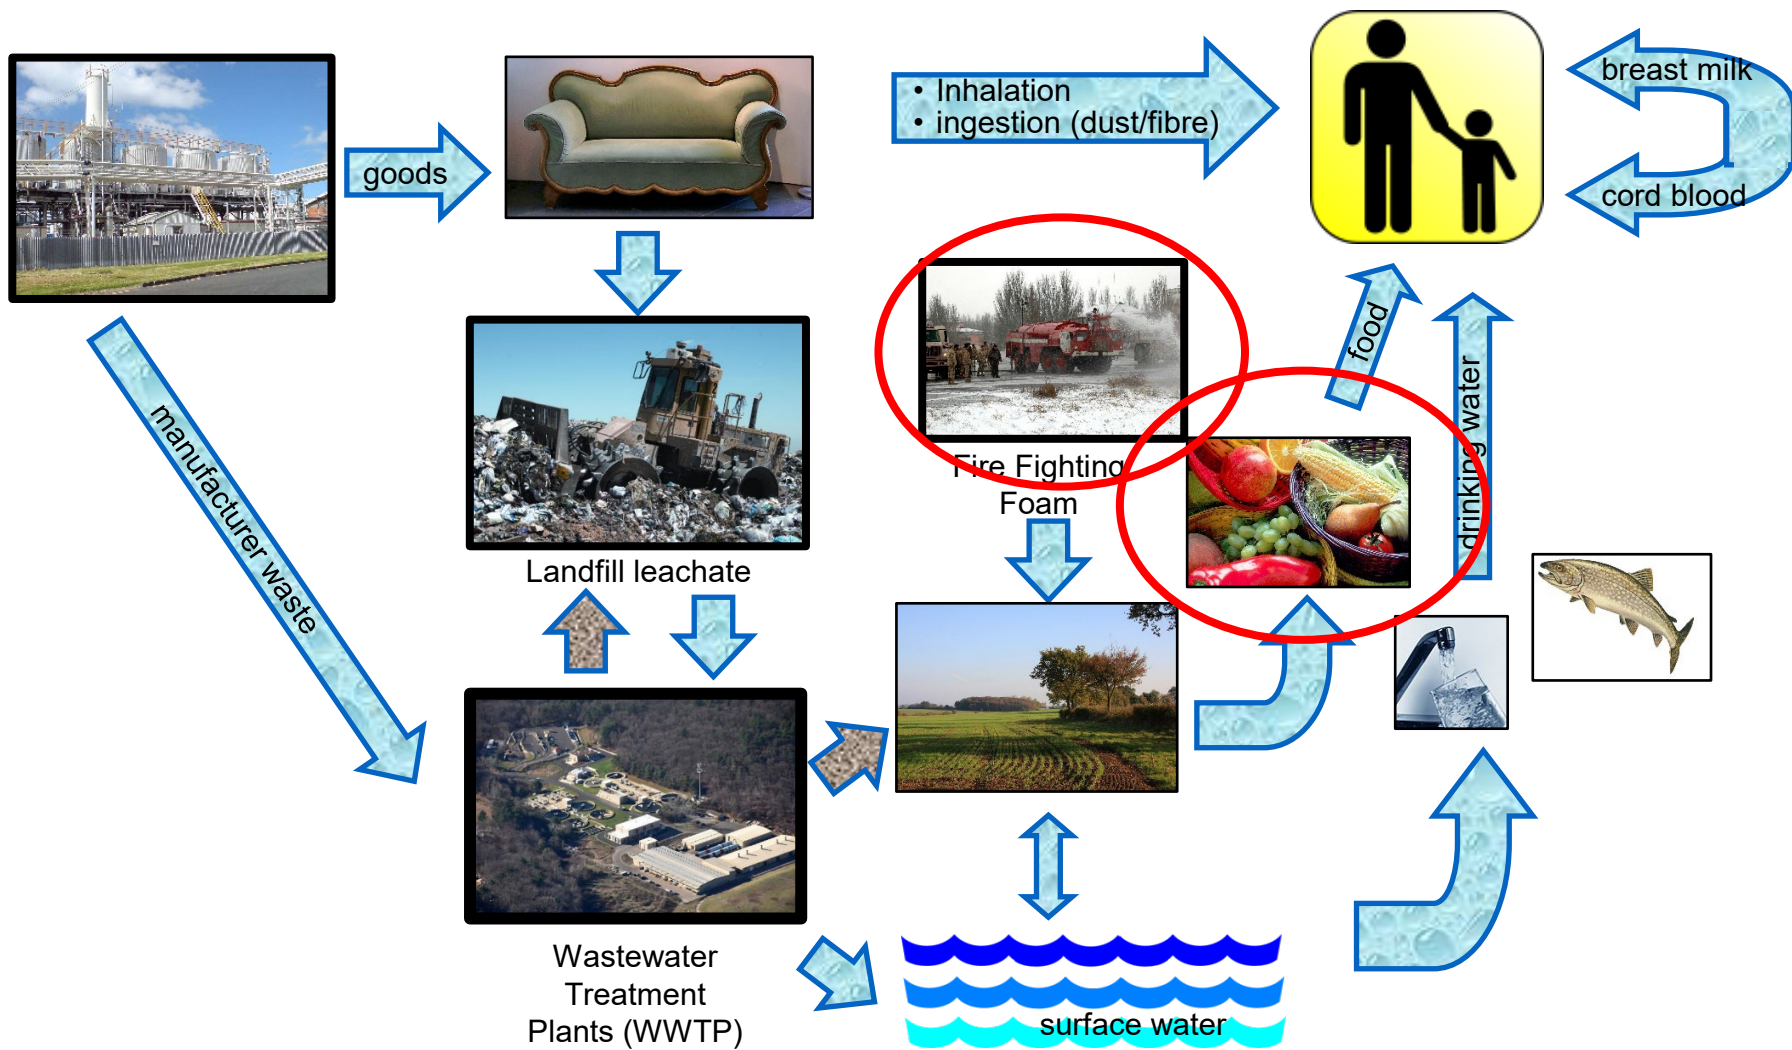 goods
• Inhalation
• ingestion (dust/fibre)
breast milk
cord blood
food
drinking water
manufacturer waste
Fire Fighting
Foam
Landfill leachate
Wastewater
Treatment
Plants (WWTP)
surface water